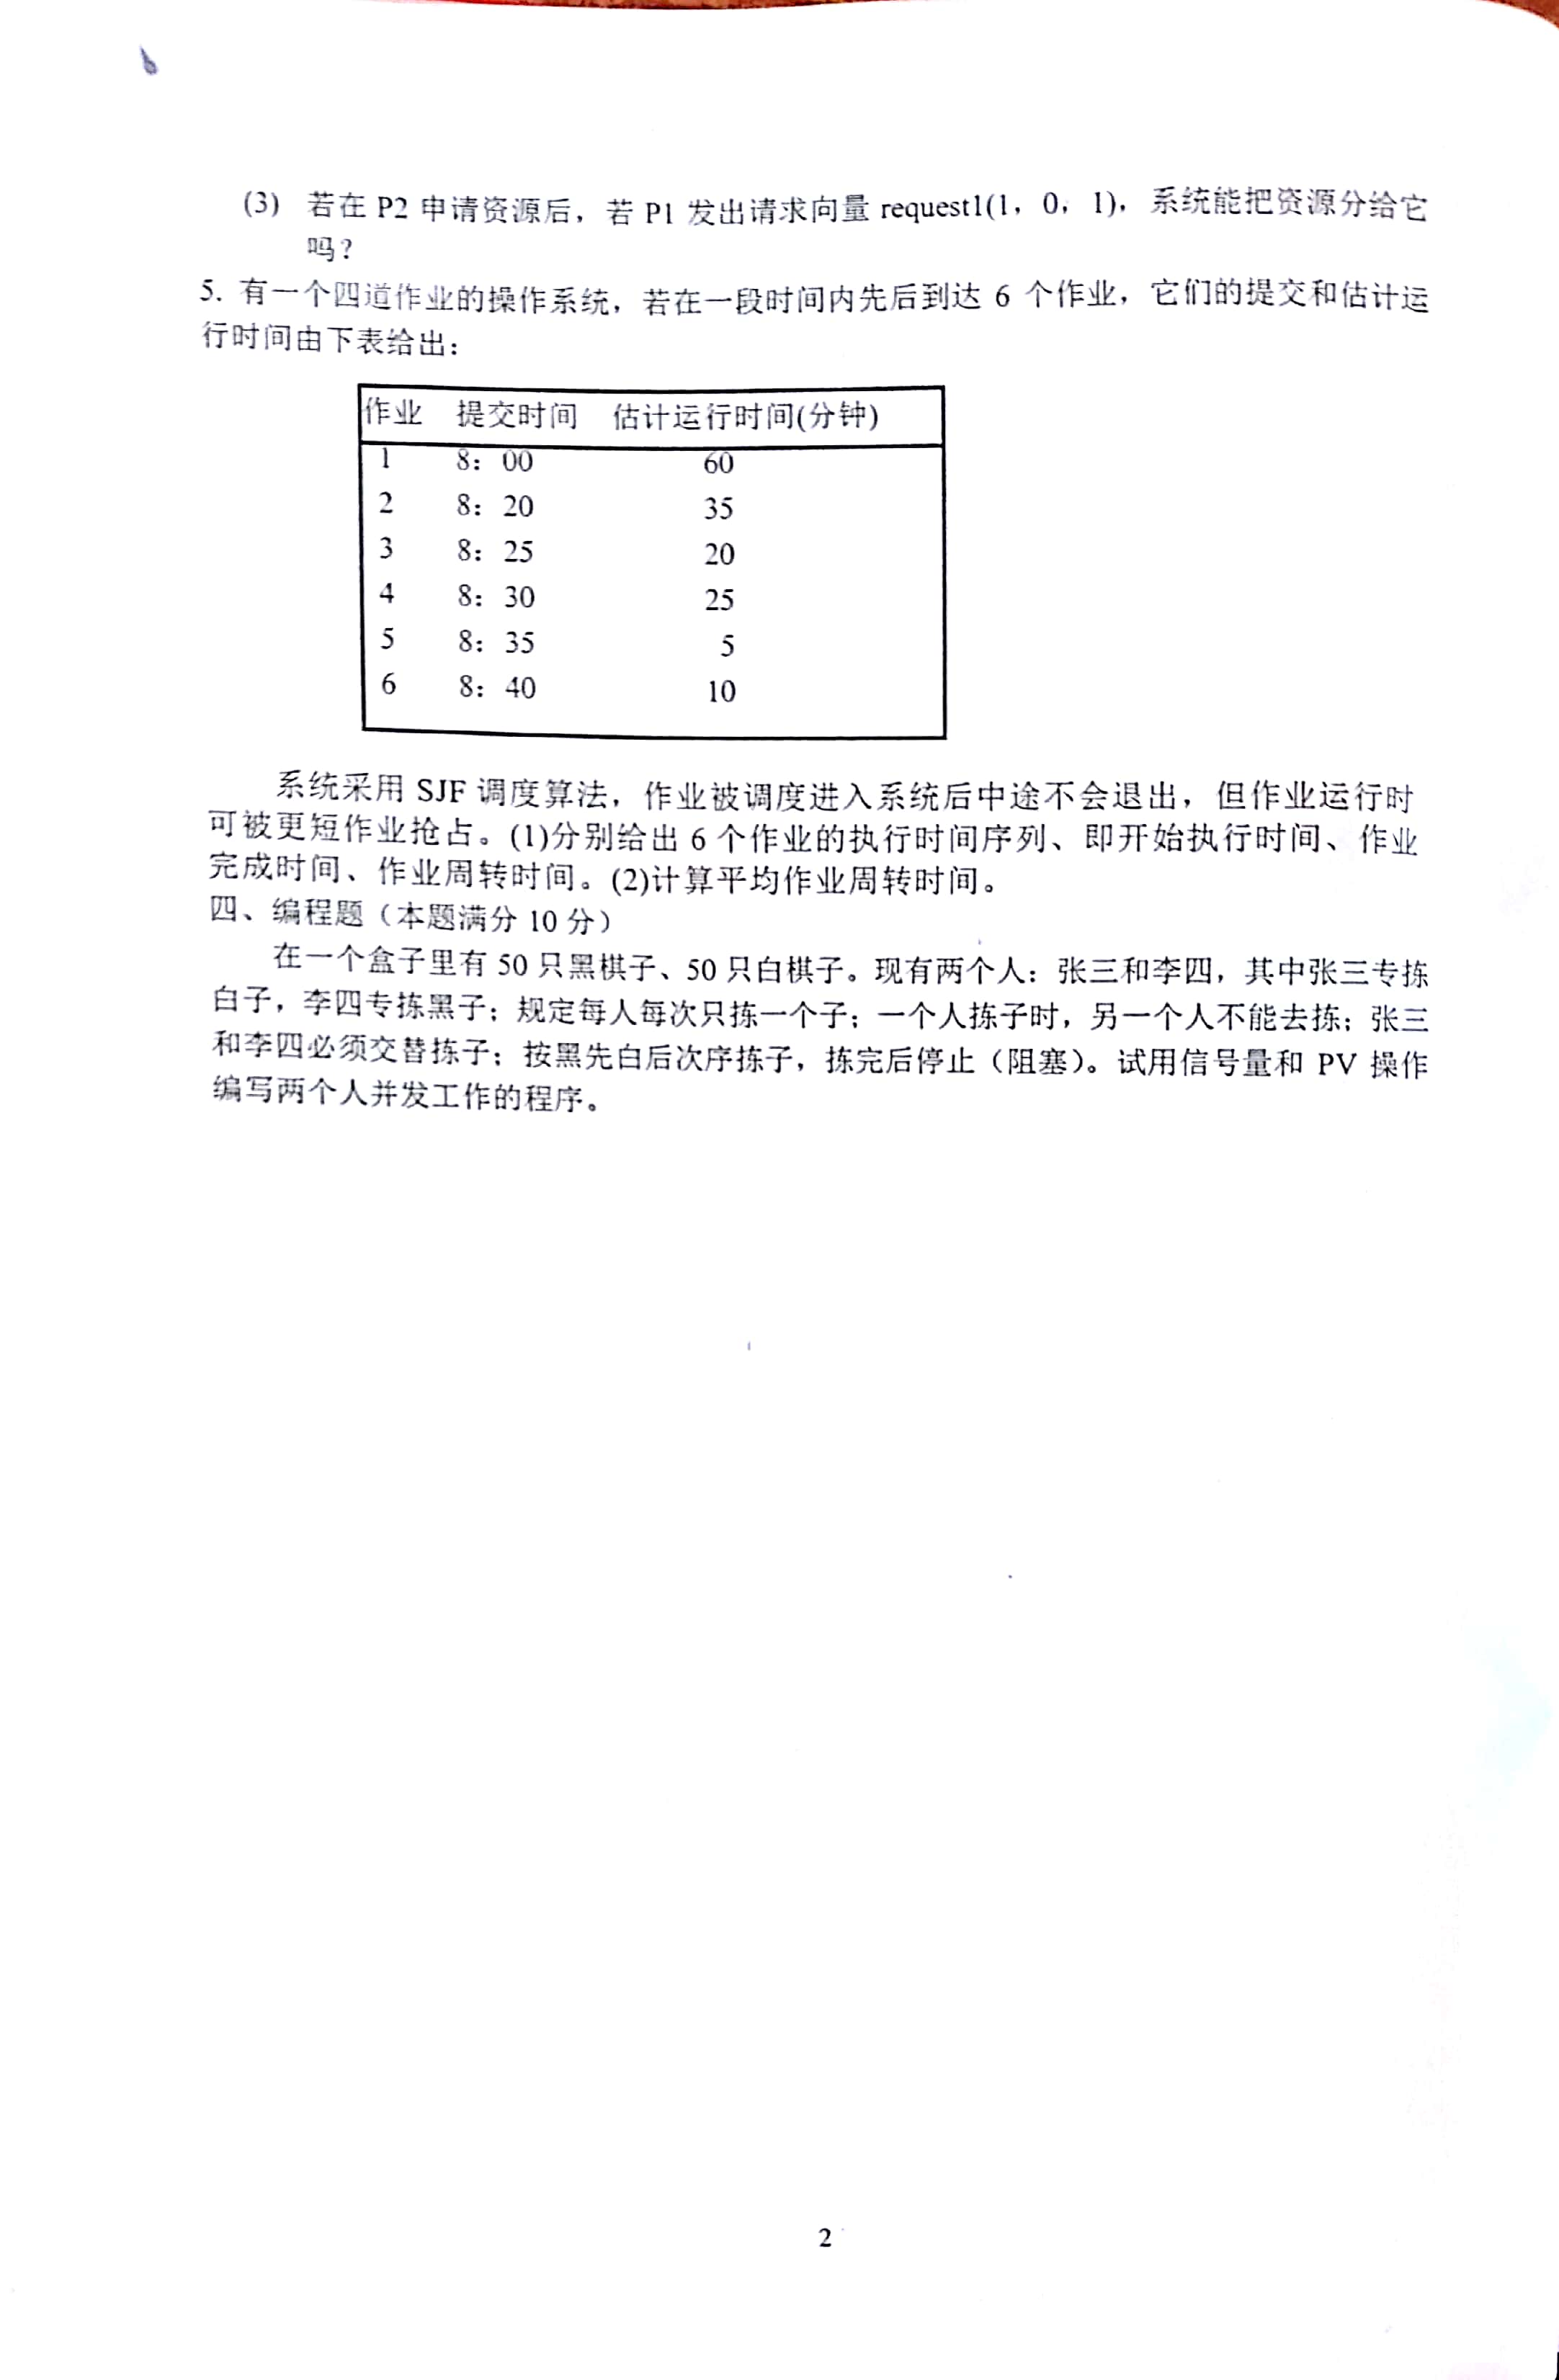 (3) 若在 P2 申请资源后，若 P1 发出请求向量 request1(1，0，1)，系统能把资源分给它
吗？
5. 有一个四道作业的操作系统，若在一段时间内先后到达 6 个作业，它们的提交和估计运
行时间由下表给出：
作业 提交时间 估计运行时间(分钟)
1 8：00 60
2 8：20 35
3 8：25 20
4 8：30 25
5 8：35 5
6 8：40 10
系统采用 SJF 调度算法，作业被调度进入系统后中途不会退出，但作业运行时
可被更短作业抢占。(1)分别给出 6 个作业的执行时间序列、即开始执行时间、作业
完成时间、作业周转时间。(2)计算平均作业周转时间。
四、编程题（本题满分 10 分）
在一个盒子里有 50 只黑棋子、50 只白棋子。现有两个人：张三和李四，其中张三专拣
白子，李四专拣黑子；规定每人每次只拣一个子；一个人拣子时，另一个人不能去拣；张三
和李四必须交替拣子；按黑先白后次序拣子，拣完后停止（阻塞）。试用信号量和 PV 操作
编写两个人并发工作的程序。
2